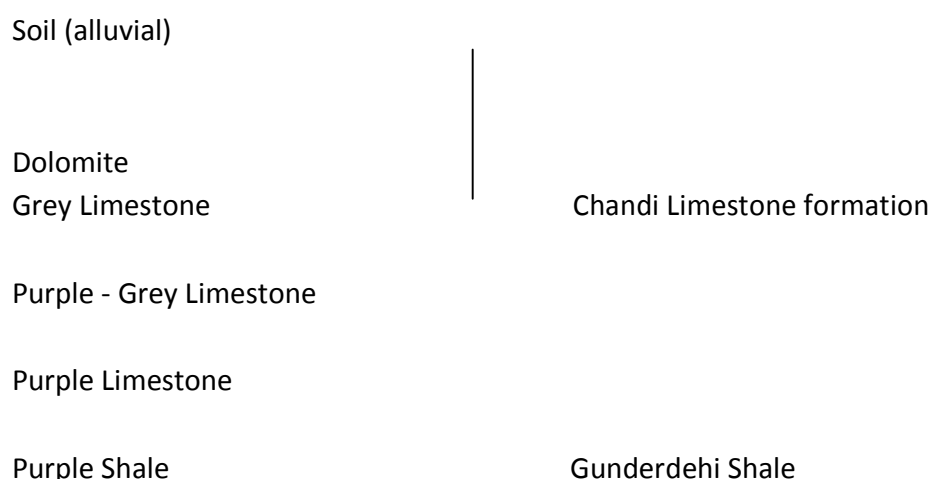 Soil (alluvial)
Dolomite
Grey Limestone Chandi Limestone formation
Purple - Grey Limestone
Purple Limestone
Purple Shale Gunderdehi Shale